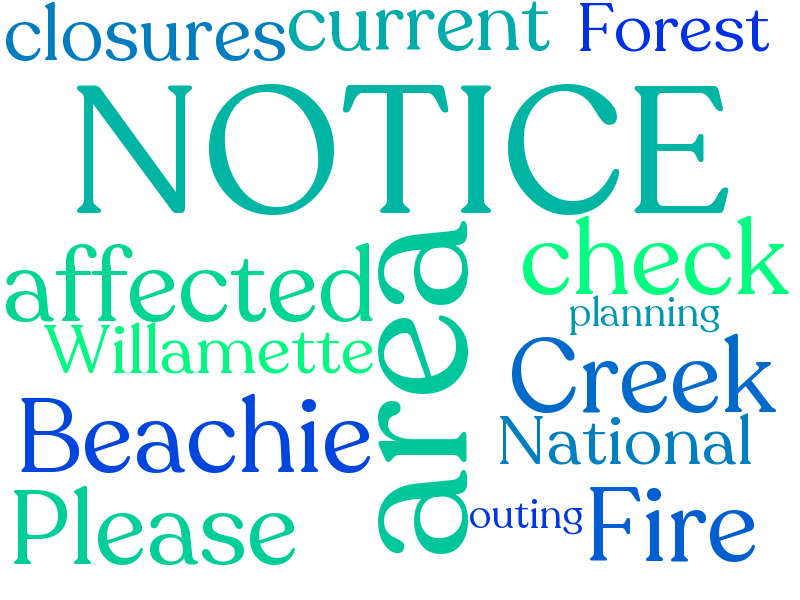 closures current Forest
NOTICE
affected area check
planning
Willamette
Creek
Beachie
National
Please outing Fire